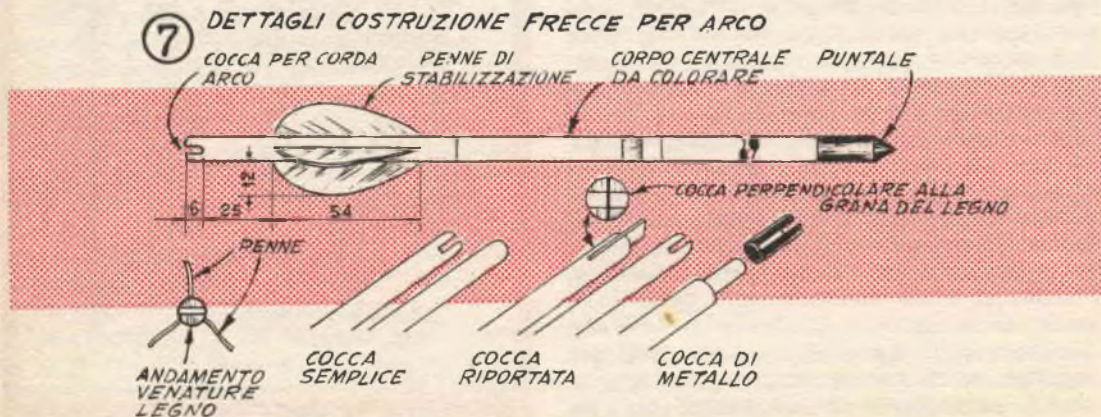 7 DETTAGLI COSTRUZIONE FRECCE PER ARCO
COCCA PER CORDA
ARCO
PENNE DI
STABILIZZAZIONE
CORPO CENTRALE
DA COLORARE
PUNTALE
12
6
25
54
COCCA PERPENDICOLARE ALLA
GRANA DEL LEGNO
PENNE
ANDAMENTO
VENATURE
LEGNO
COCCA
SEMPLICE
COCCA
RIPORTATA
COCCA DI
METALLO